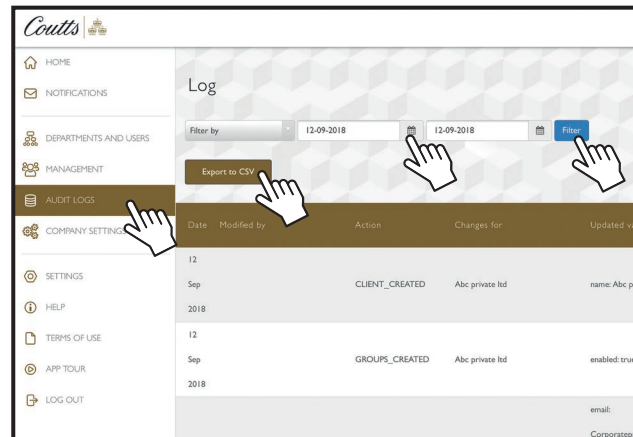 Coutts
HOME
NOTIFICATIONS
DEPARTMENTS AND USERS
MANAGEMENT
AUDIT LOGS
COMPANY SETTINGS
SETTINGS
HELP
TERMS OF USE
APP TOUR
LOG OUT
Log
Filter by 12-09-2018 12-09-2018 Filter
Export to CSV
Date Modified by Action Changes for Updated
12
Sep CLIENT_CREATED Abc private ltd name: Abc
2018
12
Sep GROUPS_CREATED Abc private ltd enabled: true
2018
email: